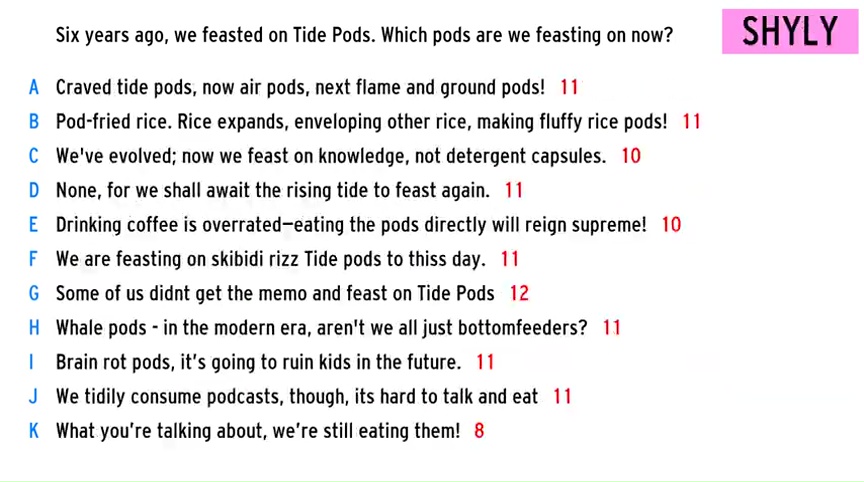 Six years ago, we feasted on Tide Pods. Which pods are we feasting on now?
SHYLY
A Craved tide pods, now air pods, next flame and ground pods! 11
B Pod-fried rice. Rice expands, enveloping other rice, making fluffy rice pods! 11
C We've evolved; now we feast on knowledge, not detergent capsules. 10
D None, for we shall await the rising tide to feast again. 11
E Drinking coffee is overrated—eating the pods directly will reign supreme! 10
F We are feasting on skibidi rizz Tide pods to thiss day. 11
G Some of us didnt get the memo and feast on Tide Pods 12
H Whale pods - in the modern era, aren't we all just bottomfeeders? 11
I Brain rot pods, it's going to ruin kids in the future. 11
J We tidily consume podcasts, though, its hard to talk and eat 11
K What you're talking about, we're still eating them! 8